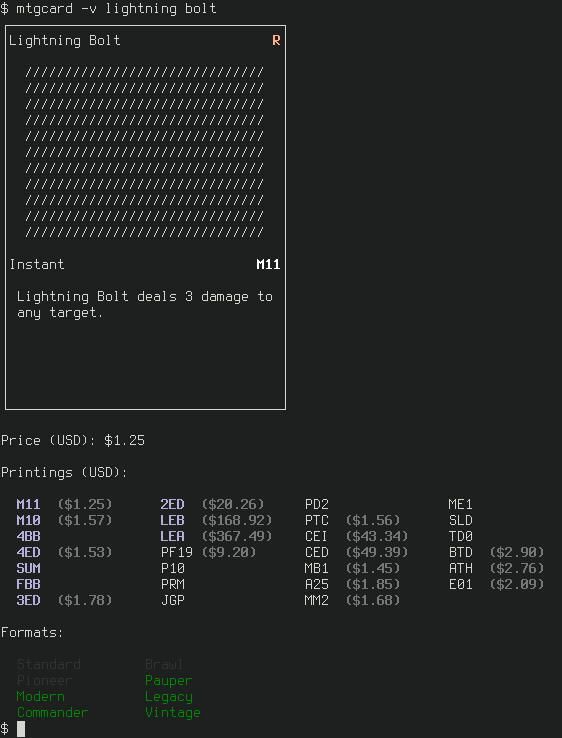 $ mtgcard -v lightning bolt
Lightning Bolt R
//////////////////////////////
//////////////////////////////
//////////////////////////////
//////////////////////////////
//////////////////////////////
//////////////////////////////
//////////////////////////////
//////////////////////////////
//////////////////////////////
//////////////////////////////
//////////////////////////////
Instant M11
Lightning Bolt deals 3 damage to
any target.
Price (USD): $1.25
Printings (USD):
M11 ($1.25) 2ED ($20.26) PD2 ME1
M10 ($1.57) LEB ($168.92) PTC ($1.56) SLD
4BB LEA ($367.49) CEI ($43.34) TD0
4ED ($1.53) PF19 ($9.20) CED ($49.39) BTD ($2.90)
SUM P10 MB1 ($1.45) ATH ($2.76)
FBB PRM A25 ($1.85) E01 ($2.09)
3ED ($1.78) JGP MM2 ($1.68)
Formats:
Standard Brawl
Pioneer Pauper
Modern Legacy
Commander Vintage
$